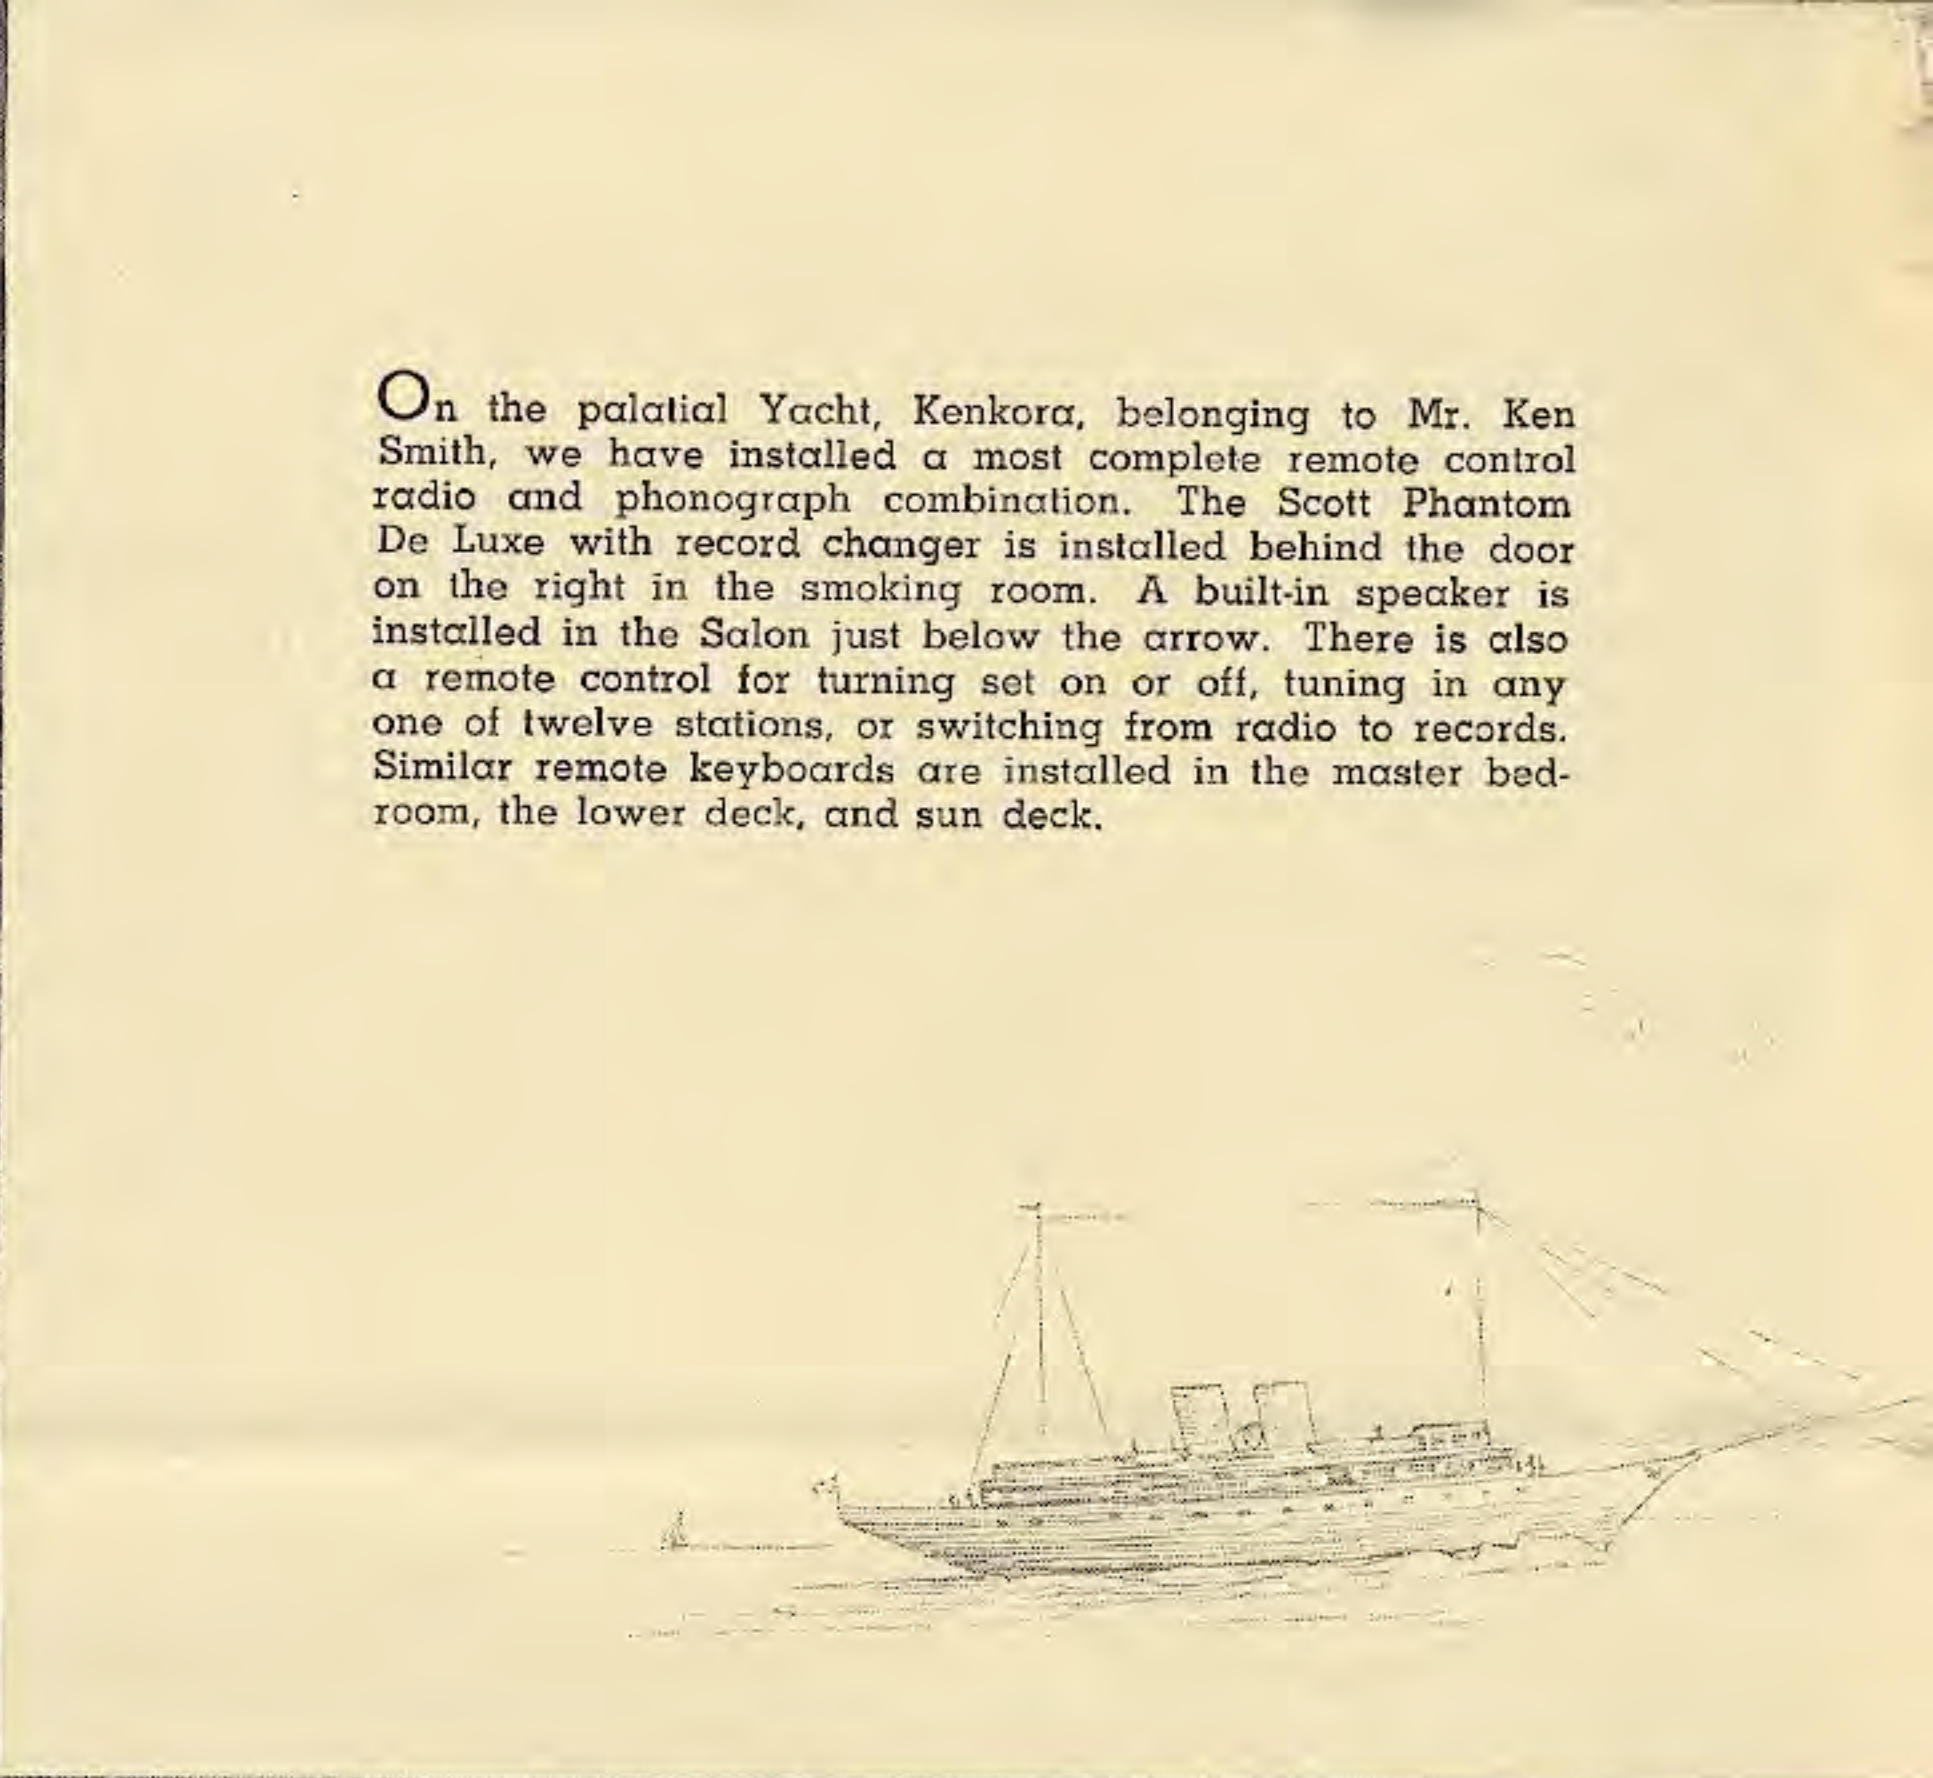 On the palatial Yacht, Kenkora, belonging to Mr. Ken
Smith, we have installed a most complete remote control
radio and phonograph combination. The Scott Phantom
De Luxe with record changer is installed behind the door
on the right in the smoking room. A built-in speaker is
installed in the Salon just below the arrow. There is also
a remote control for turning set on or off, tuning in any
one of twelve stations, or switching from radio to records.
Similar remote keyboards are installed in the master bed-
room, the lower deck, and sun deck.